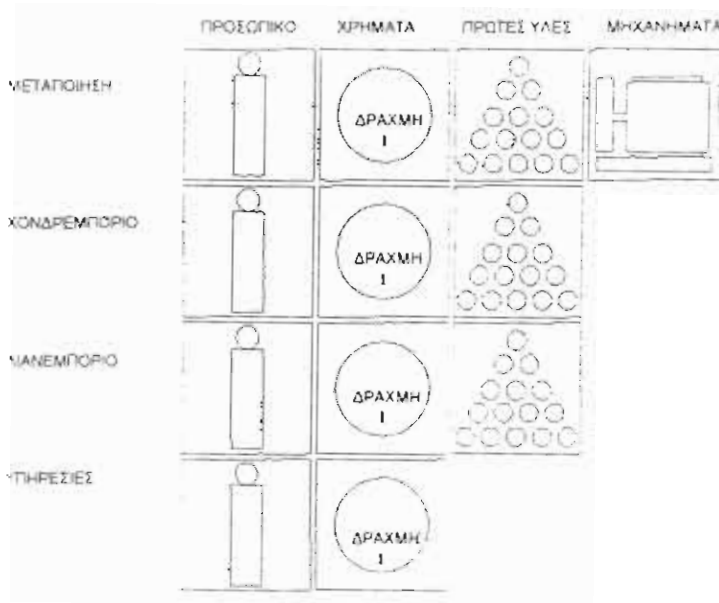 ΠΡΟΣΩΠΙΚΟ ΧΡΗΜΑΤΑ ΠΡΩΤΕΣ ΥΛΕΣ ΜΗΧΑΝΗΜΑΤΑ
ΜΕΤΑΠΟΙΗΣΗ
ΔΡΑΧΜΗ
1
ΧΟΝΔΡΕΜΠΟΡΙΟ
ΔΡΑΧΜΗ
1
ΛΙΑΝΕΜΠΟΡΙΟ
ΔΡΑΧΜΗ
1
ΥΠΗΡΕΣΙΕΣ
ΔΡΑΧΜΗ
1